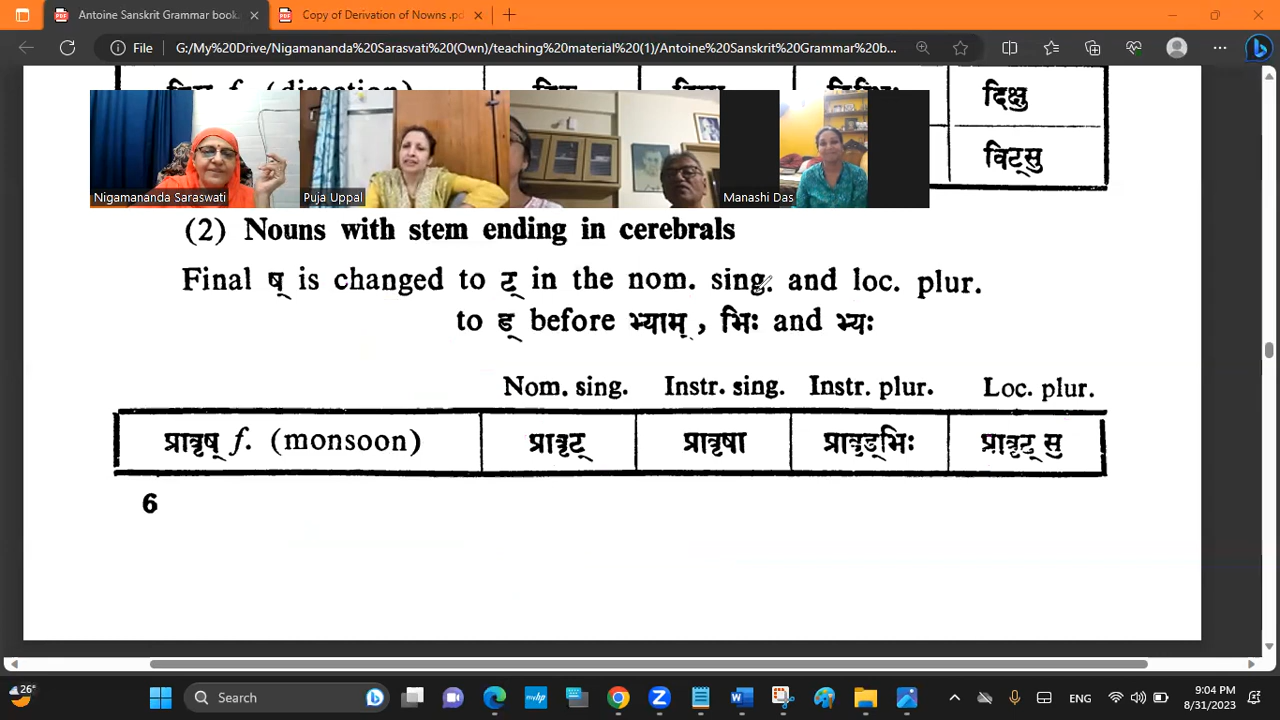 Antoine Sanskrit Grammar book.
Copy of Derivation of Nowns .pd
File
G:/My%20Drive/Nigamananda%20Sarasvati%20(Own)/teaching%20material%20(1)/Antoine%20Sanskrit%20Grammar%20b...
f. (direction)
दिक्षु
विट्सु
Nigamananda Saraswati
Puja Uppal
Manashi Das
(2) Nouns with stem ending in cerebrals
Final ष् is changed to ट् in the nom. sing. and loc. plur.
to ड् before भ्याम् , भिः and भ्यः
Nom. sing. Instr. sing. Instr. plur. Loc. plur.
प्रावृष् f. (monsoon) प्रावृट् प्रावृषा प्रावृड्भिः प्रावृट् सु
6
26°
Search
ENG
9:04 PM
8/31/2023